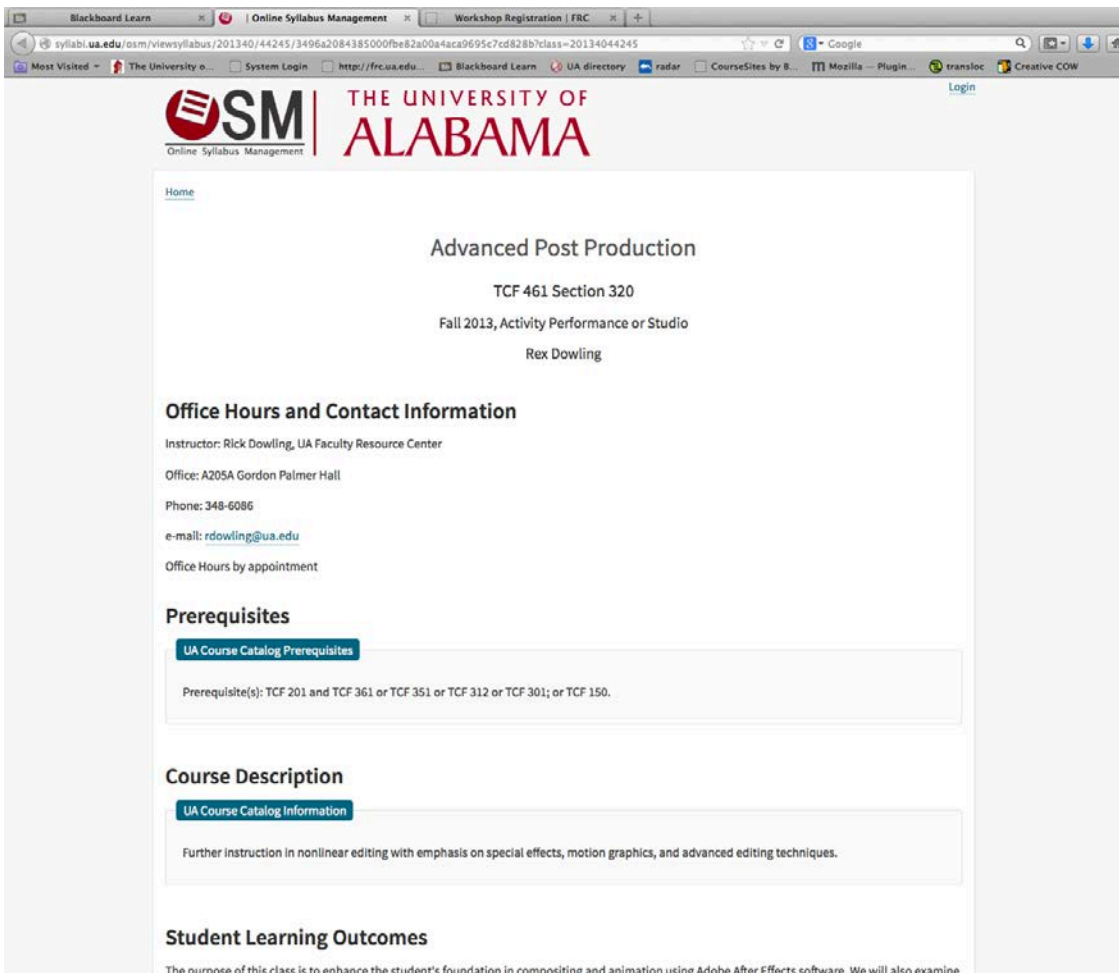 Blackboard Learn
| Online Syllabus Management
Workshop Registration | FRC
syllabi.ua.edu/osm/viewsyllabus/201340/44245/3496a2084385000fbe82a00a4aca9695c7cd828b?class=20134044245
Google
Most Visited
The University o...
System Login
http://frc.ua.edu...
Blackboard Learn
UA directory
radar
CourseSites by B...
Mozilla — Plugin...
transloc
Creative COW
Login
OSM
Online Syllabus Management
THE UNIVERSITY OF
ALABAMA
Home
Advanced Post Production
TCF 461 Section 320
Fall 2013, Activity Performance or Studio
Rex Dowling
Office Hours and Contact Information
Instructor: Rick Dowling, UA Faculty Resource Center
Office: A205A Gordon Palmer Hall
Phone: 348-6086
e-mail: rdowling@ua.edu
Office Hours by appointment
Prerequisites
UA Course Catalog Prerequisites
Prerequisite(s): TCF 201 and TCF 361 or TCF 351 or TCF 312 or TCF 301; or TCF 150.
Course Description
UA Course Catalog Information
Further instruction in nonlinear editing with emphasis on special effects, motion graphics, and advanced editing techniques.
Student Learning Outcomes
The purpose of this class is to enhance the student's foundation in compositing and animation using Adobe After Effects software. We will also examine